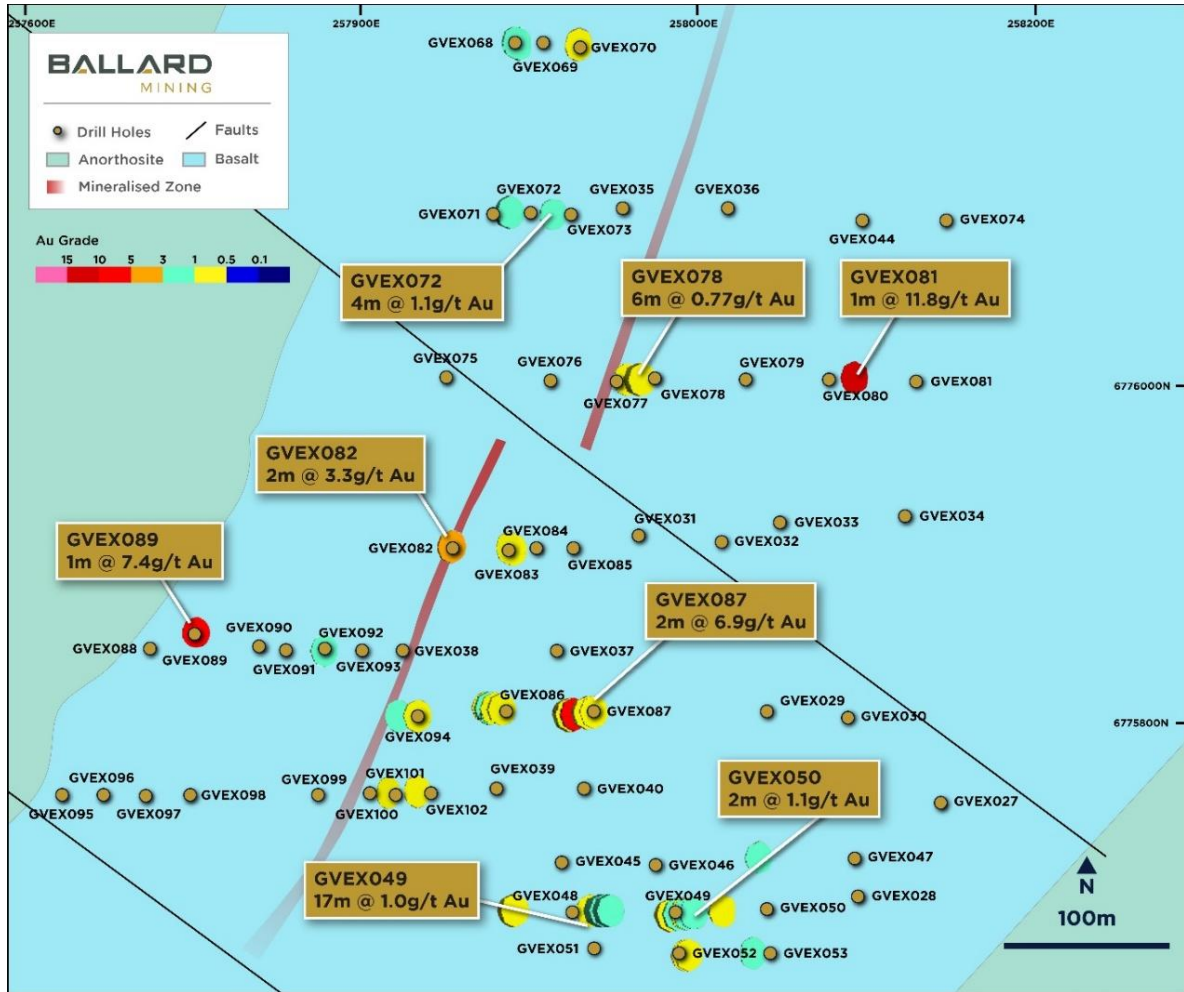 257600E
257900E
258000E
258200E
BALLARD
MINING
Drill Holes
Faults
Anorthosite
Basalt
Mineralised Zone
Au Grade
15 10 5 3 1 0.5 0.1
GVEX068
GVEX069
GVEX070
GVEX071
GVEX072
GVEX073
GVEX035
GVEX036
GVEX044
GVEX074
GVEX072
4m @ 1.1g/t Au
GVEX078
6m @ 0.77g/t Au
GVEX081
1m @ 11.8g/t Au
GVEX075
GVEX076
GVEX077
GVEX078
GVEX079
GVEX080
GVEX081
6776000N
GVEX082
2m @ 3.3g/t Au
GVEX082
GVEX083
GVEX084
GVEX085
GVEX031
GVEX032
GVEX033
GVEX034
GVEX089
1m @ 7.4g/t Au
GVEX087
2m @ 6.9g/t Au
GVEX088
GVEX089
GVEX090
GVEX091
GVEX092
GVEX093
GVEX038
GVEX037
GVEX094
GVEX086
GVEX087
GVEX029
GVEX030
6775800N
GVEX095
GVEX096
GVEX097
GVEX098
GVEX099
GVEX100
GVEX101
GVEX102
GVEX039
GVEX040
GVEX050
2m @ 1.1g/t Au
GVEX027
GVEX045
GVEX046
GVEX047
GVEX049
17m @ 1.0g/t Au
GVEX048
GVEX049
GVEX050
GVEX028
GVEX051
GVEX052
GVEX053
N
100m